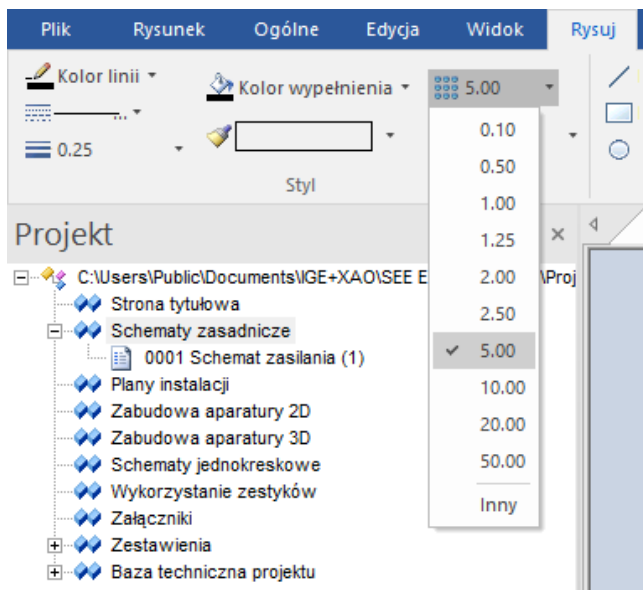 Plik Rysunek Ogólne Edycja Widok Rysuj
Kolor linii Kolor wypełnienia 5.00
0.25
Styl
0.10
0.50
1.00
1.25
2.00
2.50
5.00
10.00
20.00
50.00
Inny
Projekt
C:\Users\Public\Documents\IGE+XAO\SEE E \Proj
Strona tytułowa
Schematy zasadnicze
0001 Schemat zasilania (1)
Plany instalacji
Zabudowa aparatury 2D
Zabudowa aparatury 3D
Schematy jednokreskowe
Wykorzystanie zestyków
Załączniki
Zestawienia
Baza techniczna projektu